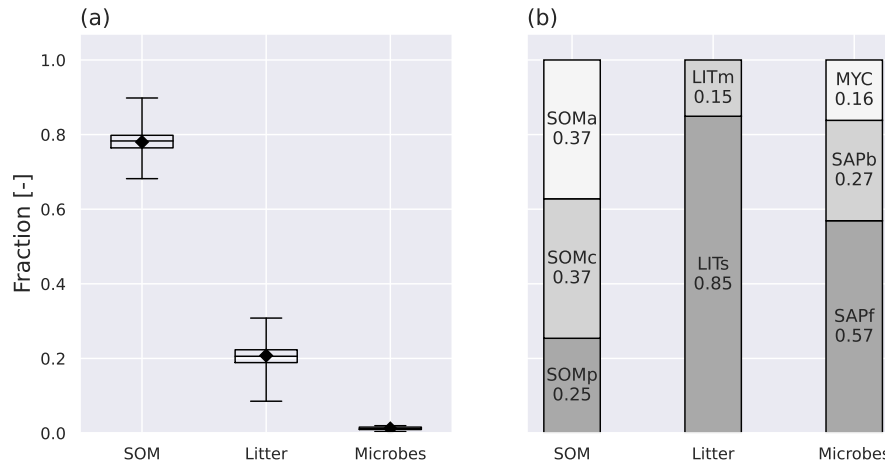 (a)
(b)
Fraction [-]
1.0
0.8
0.6
0.4
0.2
0.0
SOM
Litter
Microbes
SOMa
0.37
SOMc
0.37
SOMp
0.25
LITm
0.15
LITs
0.85
MYC
0.16
SAPb
0.27
SAPf
0.57
SOM
Litter
Microbes